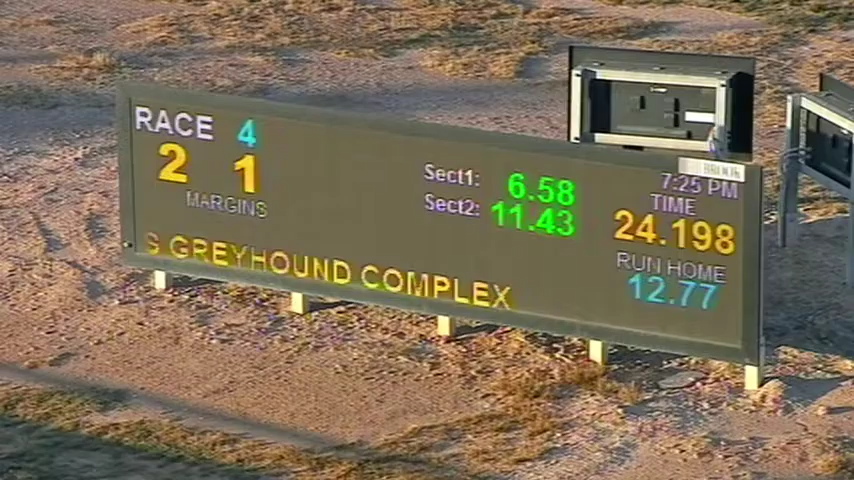 RACE 4
2 1
MARGINS
S GREYHOUND COMPLEX
Sect1: 6.58
Sect2: 11.43
7:25 PM
TIME
24.198
RUN HOME
12.77